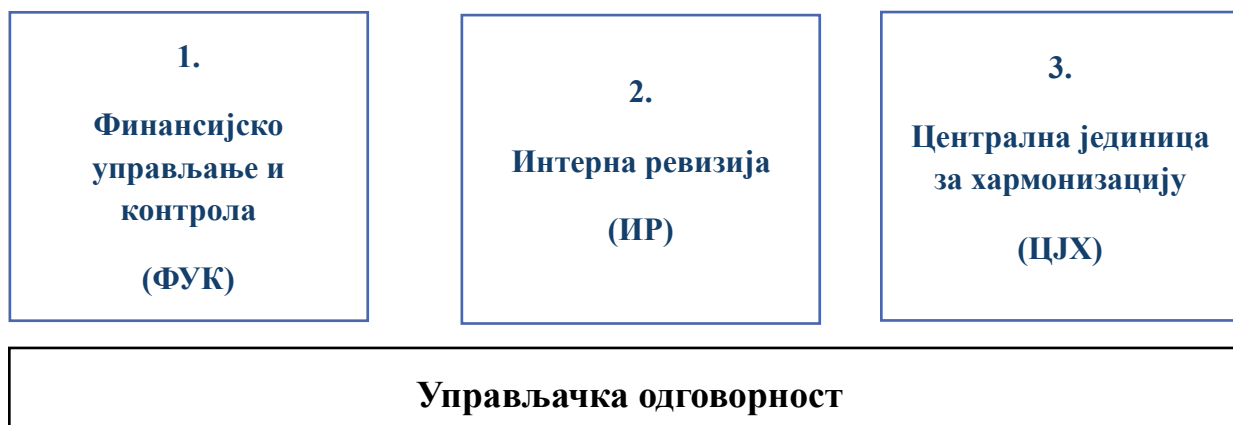 1.
Финансијско
управљање и
контрола
(ФУК)
2.
Интерна ревизија
(ИР)
3.
Централна јединица
за хармонизацију
(ЦЈХ)
Управљачка одговорност